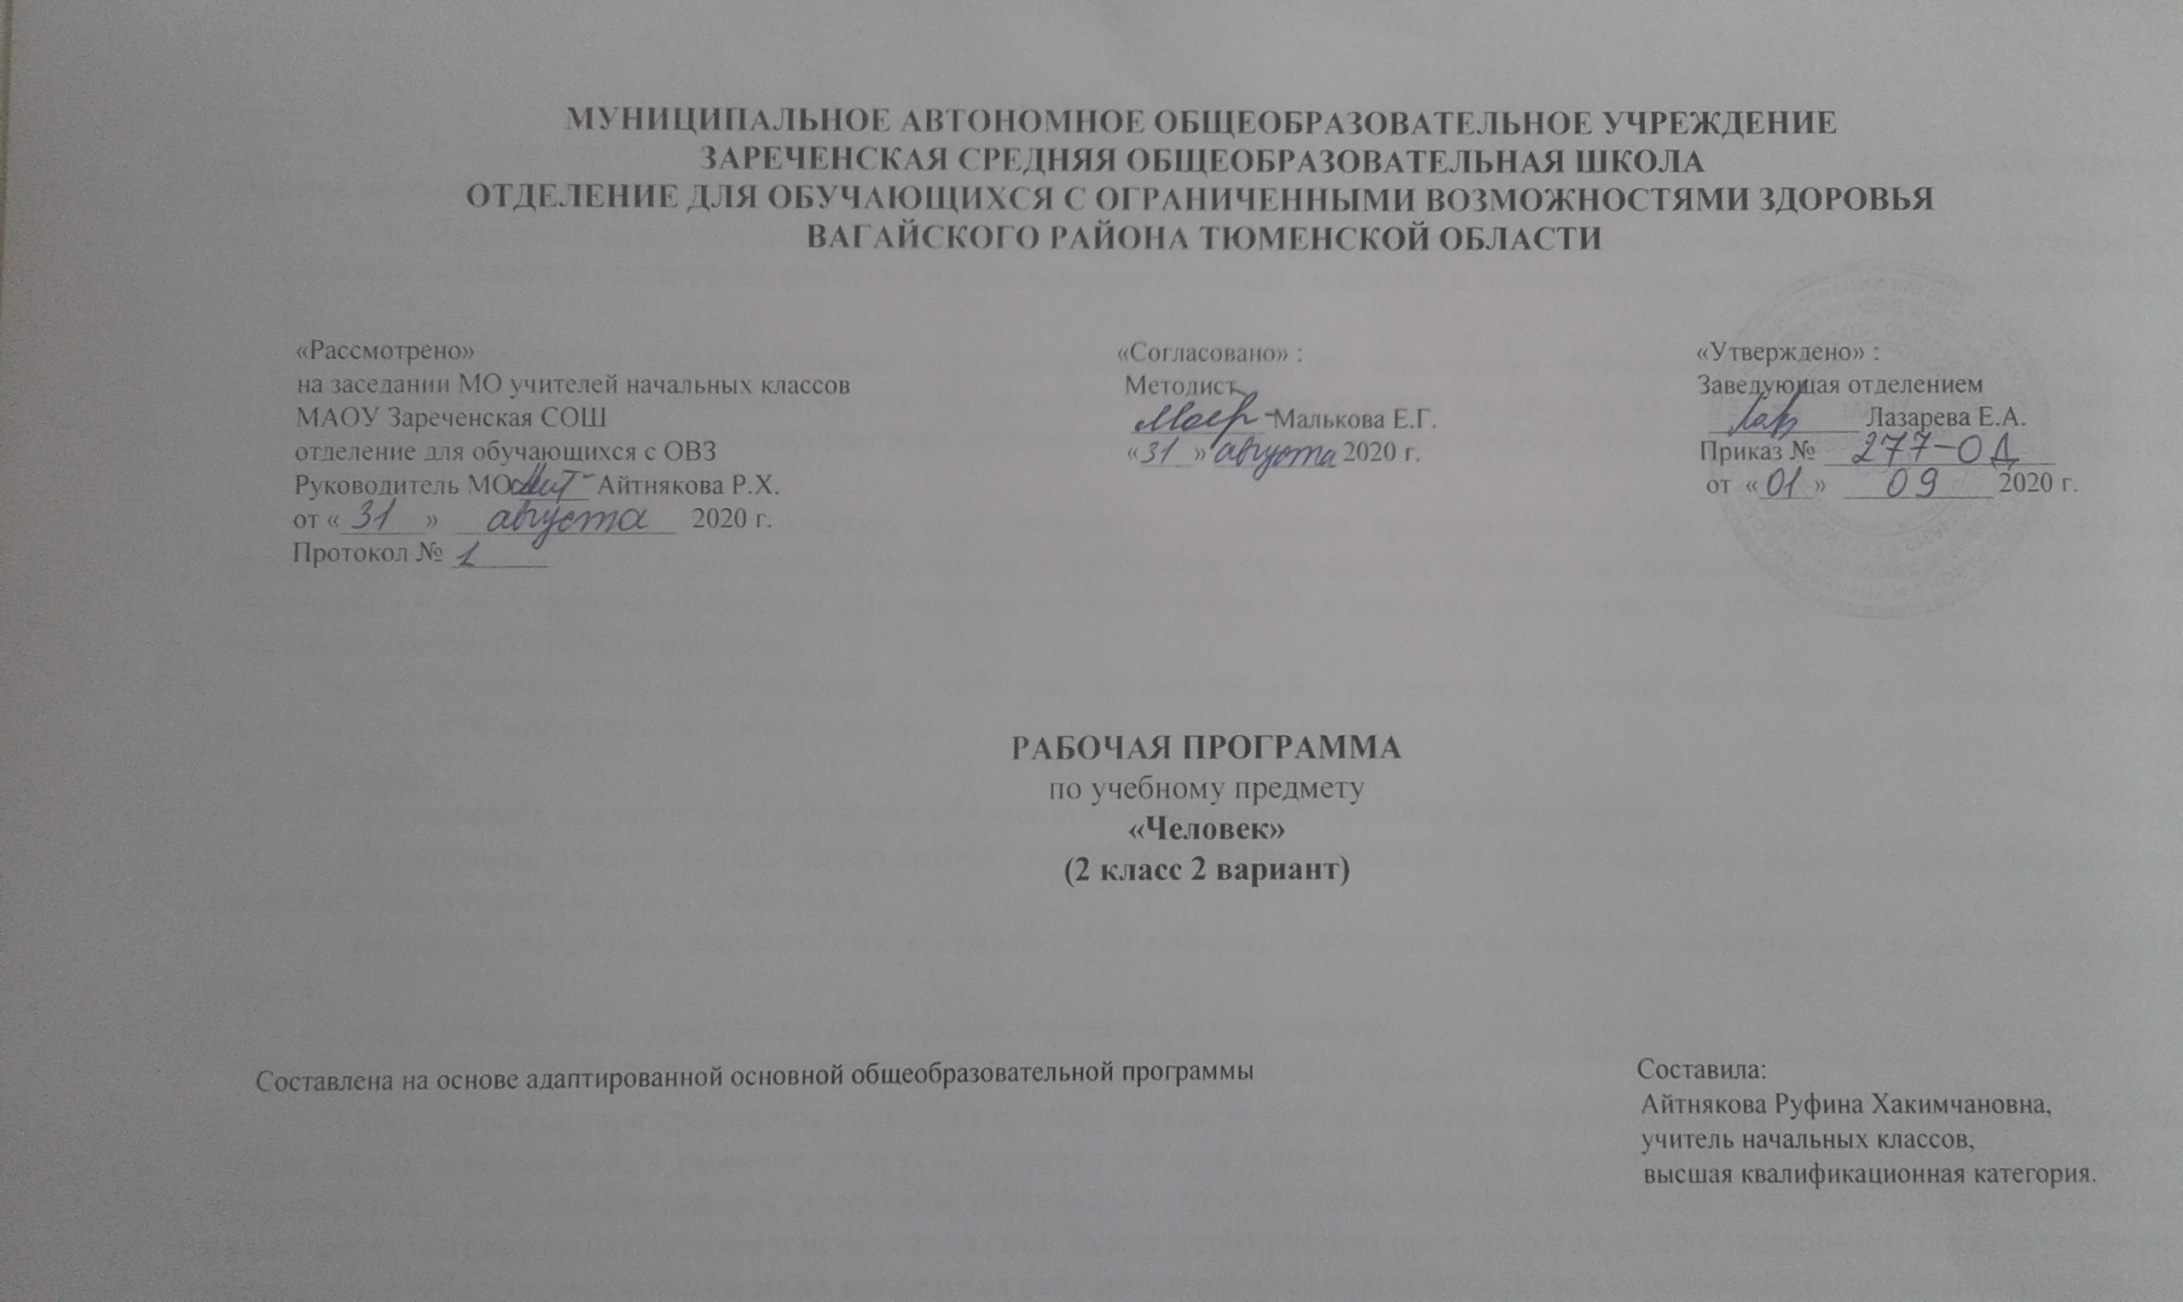 МУНИЦИПАЛЬНОЕ АВТОНОМНОЕ ОБЩЕОБРАЗОВАТЕЛЬНОЕ УЧРЕЖДЕНИЕ
ЗАРЕЧЕНСКАЯ СРЕДНЯЯ ОБЩЕОБРАЗОВАТЕЛЬНАЯ ШКОЛА
ОТДЕЛЕНИЕ ДЛЯ ОБУЧАЮЩИХСЯ С ОГРАНИЧЕННЫМИ ВОЗМОЖНОСТЯМИ ЗДОРОВЬЯ
ВАГАЙСКОГО РАЙОНА ТЮМЕНСКОЙ ОБЛАСТИ
«Рассмотрено»
на заседании МО учителей начальных классов
МАОУ Зареченская СОШ
отделение для обучающихся с ОВЗ
Руководитель МО Айтнякова Р.Х.
от «31» августа 2020 г.
Протокол № 1
«Согласовано» :
Методист
Малькова Е.Г.
«31» августа 2020 г.
«Утверждено» :
Заведующая отделением
Лазарева Е.А.
Приказ № 277-ОД
от «01» 09 2020 г.
РАБОЧАЯ ПРОГРАММА
по учебному предмету
«Человек»
(2 класс 2 вариант)
Составлена на основе адаптированной основной общеобразовательной программы
Составила:
Айтнякова Руфина Хакимчановна,
учитель начальных классов,
высшая квалификационная категория.